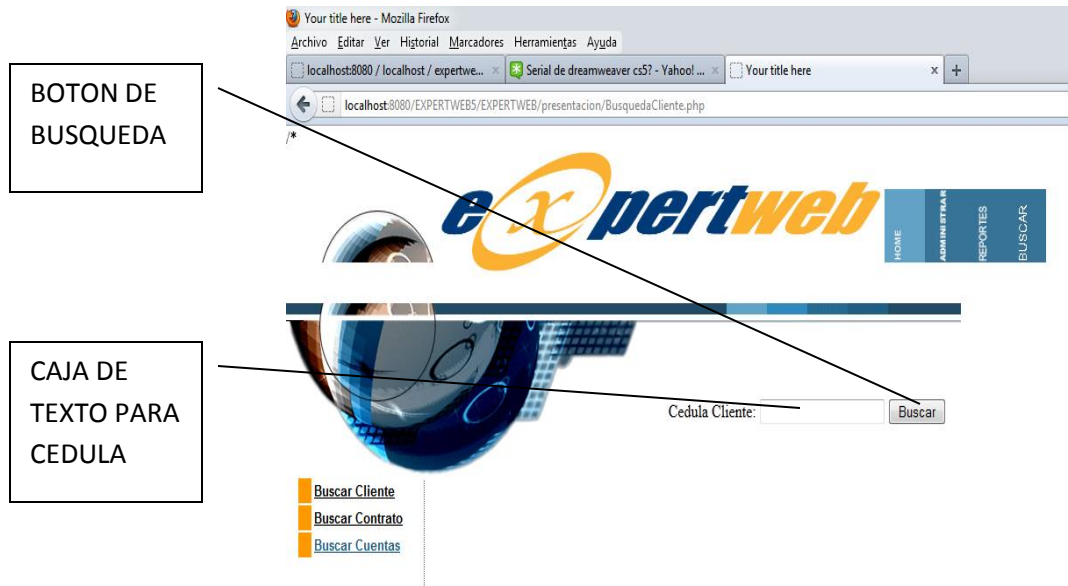 Your title here - Mozilla Firefox
Archivo Editar Ver Historial Marcadores Herramientas Ayuda
localhost:8080 / localhost / expertwe... × Serial de dreamweaver cs5? - Yahoo! ... × Your title here × +
localhost:8080/EXPERTWEB5/EXPERTWEB/presentacion/BusquedaCliente.php
/*
BOTON DE
BUSQUEDA
expertweb
HOME
ADMINISTRAR
REPORTES
BUSCAR
CAJA DE
TEXTO PARA
CEDULA
Cedula Cliente: Buscar
Buscar Cliente
Buscar Contrato
Buscar Cuentas